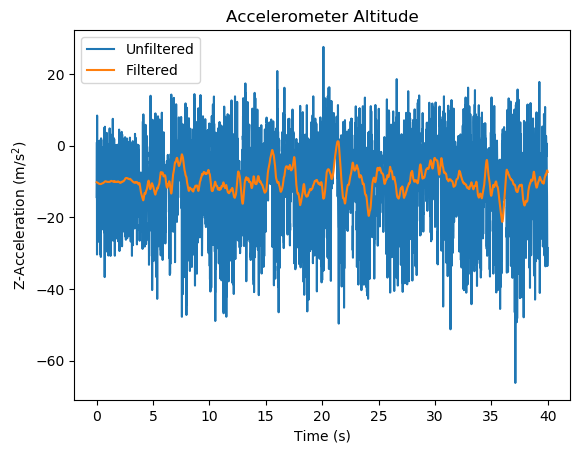 Accelerometer Altitude
Unfiltered
Filtered
Z-Acceleration (m/s²)
20
0
−20
−40
−60
0 5 10 15 20 25 30 35 40
Time (s)